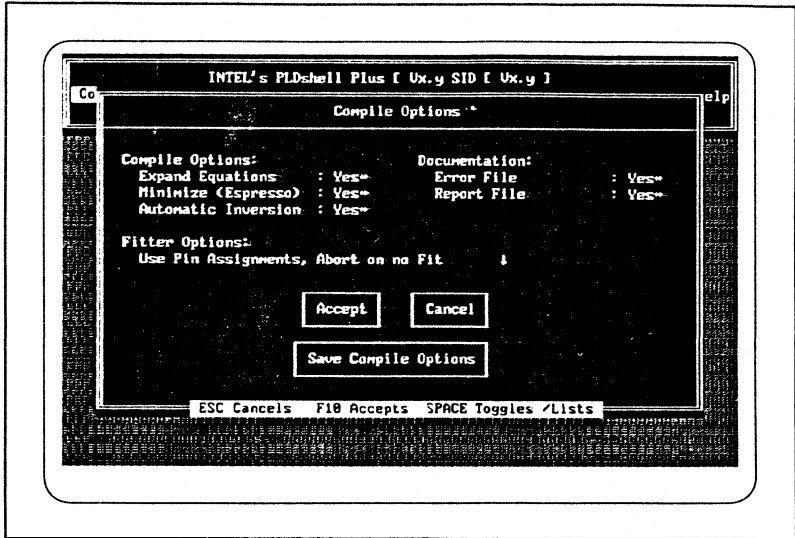 INTEL's PLDshell Plus [ Vx.y SID [ Vx.y ]
Co
elp
Compile Options
Compile Options:
Documentation:
Expand Equations : Yes↔
Error File : Yes↔
Minimize (Espresso) : Yes↔
Report File : Yes↔
Automatic Inversion : Yes↔
Fitter Options:
Use Pin Assignments, Abort on no Fit ↓
Accept
Cancel
Save Compile Options
ESC Cancels F10 Accepts SPACE Toggles /Lists